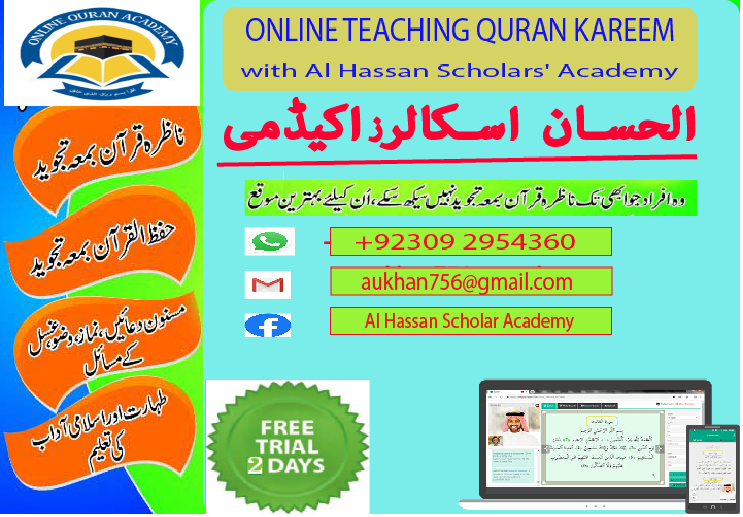 ONLINE QURAN ACADEMY
ONLINE TEACHING QURAN KAREEM
with Al Hassan Scholars' Academy
الحسان اسکالرز اکیڈمی
وہ افراد جو ابھی تک ناظرہ قرآن بمعہ تجوید نہیں سیکھ سکے، اُن کیلئے بہترین موقع
+92309 2954360
aukhan756@gmail.com
Al Hassan Scholar Academy
ناظرہ قرآن بمعہ تجوید
حفظ القرآن بمعہ تجوید
مسنون دعائیں، نماز، وضو، غسل
کے مسائل
طہارت اور اسلامی آداب
کی تعلیم
FREE
TRIAL
2 DAYS